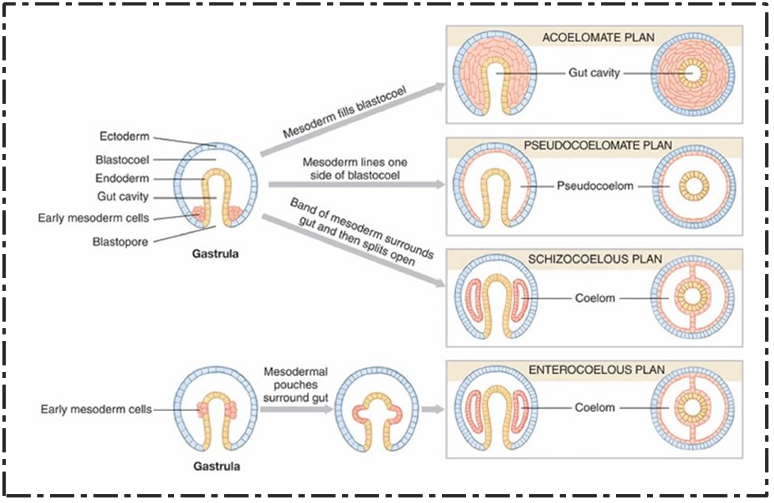 ACOELOMATE PLAN
Gut cavity
Mesoderm fills blastocoel
Ectoderm
Blastocoel
Endoderm
Gut cavity
Early mesoderm cells
Blastopore
Gastrula
Mesoderm lines one
side of blastocoel
PSEUDOCOELOMATE PLAN
Pseudocoelom
Band of mesoderm surrounds
gut and then splits open
SCHIZOCOELOUS PLAN
Coelom
Early mesoderm cells
Gastrula
Mesodermal
pouches
surround gut
ENTEROCOELOUS PLAN
Coelom